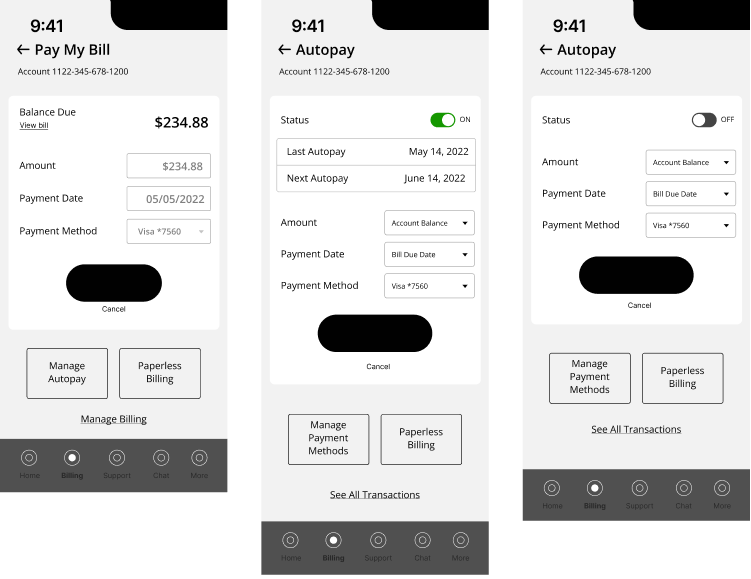 9:41
Pay My Bill
Account 1122-345-678-1200
Balance Due
View bill
$234.88
Amount
$234.88
Payment Date
05/05/2022
Payment Method
Visa *7560
Cancel
Manage
Autopay
Paperless
Billing
Manage Billing
Home
Billing
Support
Chat
More
9:41
Autopay
Account 1122-345-678-1200
Status
ON
Last Autopay
May 14, 2022
Next Autopay
June 14, 2022
Amount
Account Balance
Payment Date
Bill Due Date
Payment Method
Visa *7560
Cancel
Manage
Payment
Methods
Paperless
Billing
See All Transactions
Home
Billing
Support
Chat
More
9:41
Autopay
Account 1122-345-678-1200
Status
OFF
Amount
Account Balance
Payment Date
Bill Due Date
Payment Method
Visa *7560
Cancel
Manage
Payment
Methods
Paperless
Billing
See All Transactions
Home
Billing
Support
Chat
More